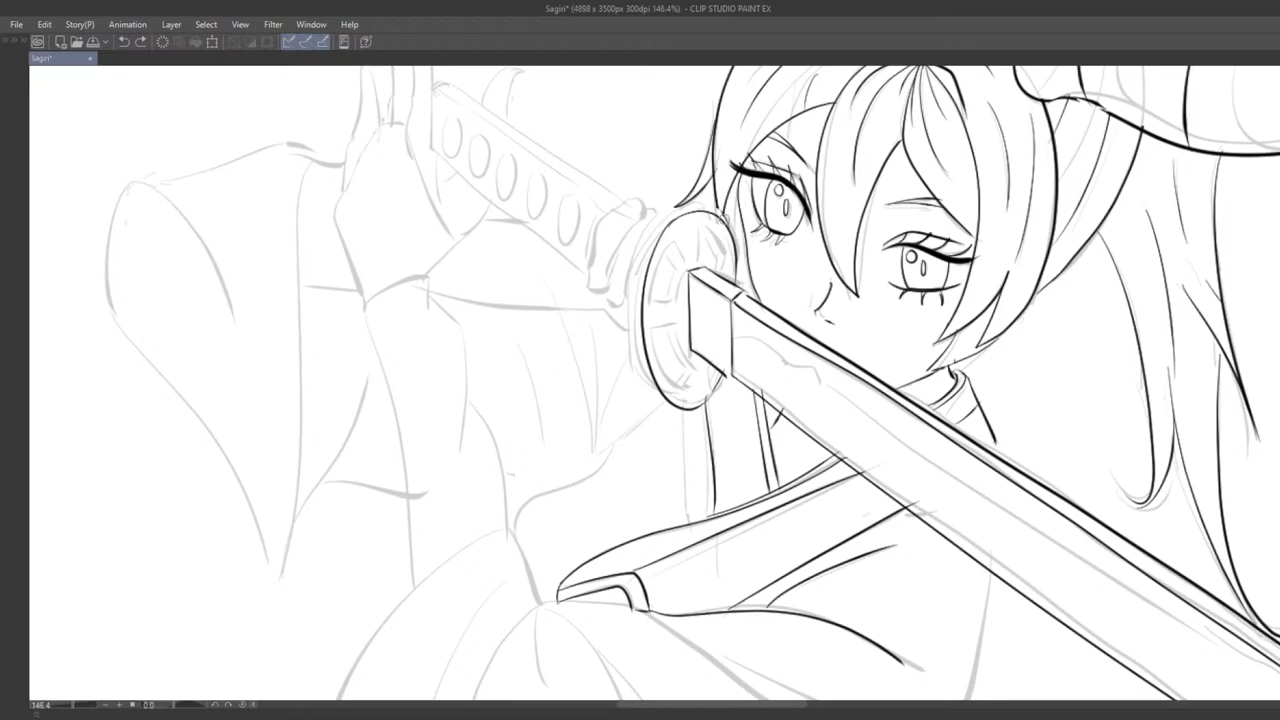 Sagiri* (4898 x 3500px 300dpi 146.4%) - CLIP STUDIO PAINT EX
File Edit Story(P) Animation Layer Select View Filter Window Help
Sagiri*
146.4 0.0